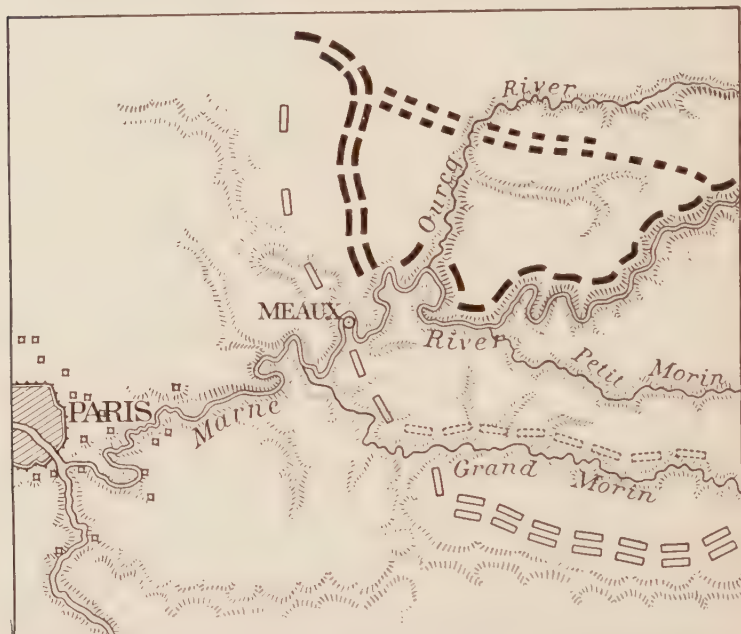 River
Ourcq
MEAUX
River
Petit Morin
PARIS
Marne
Grand Morin